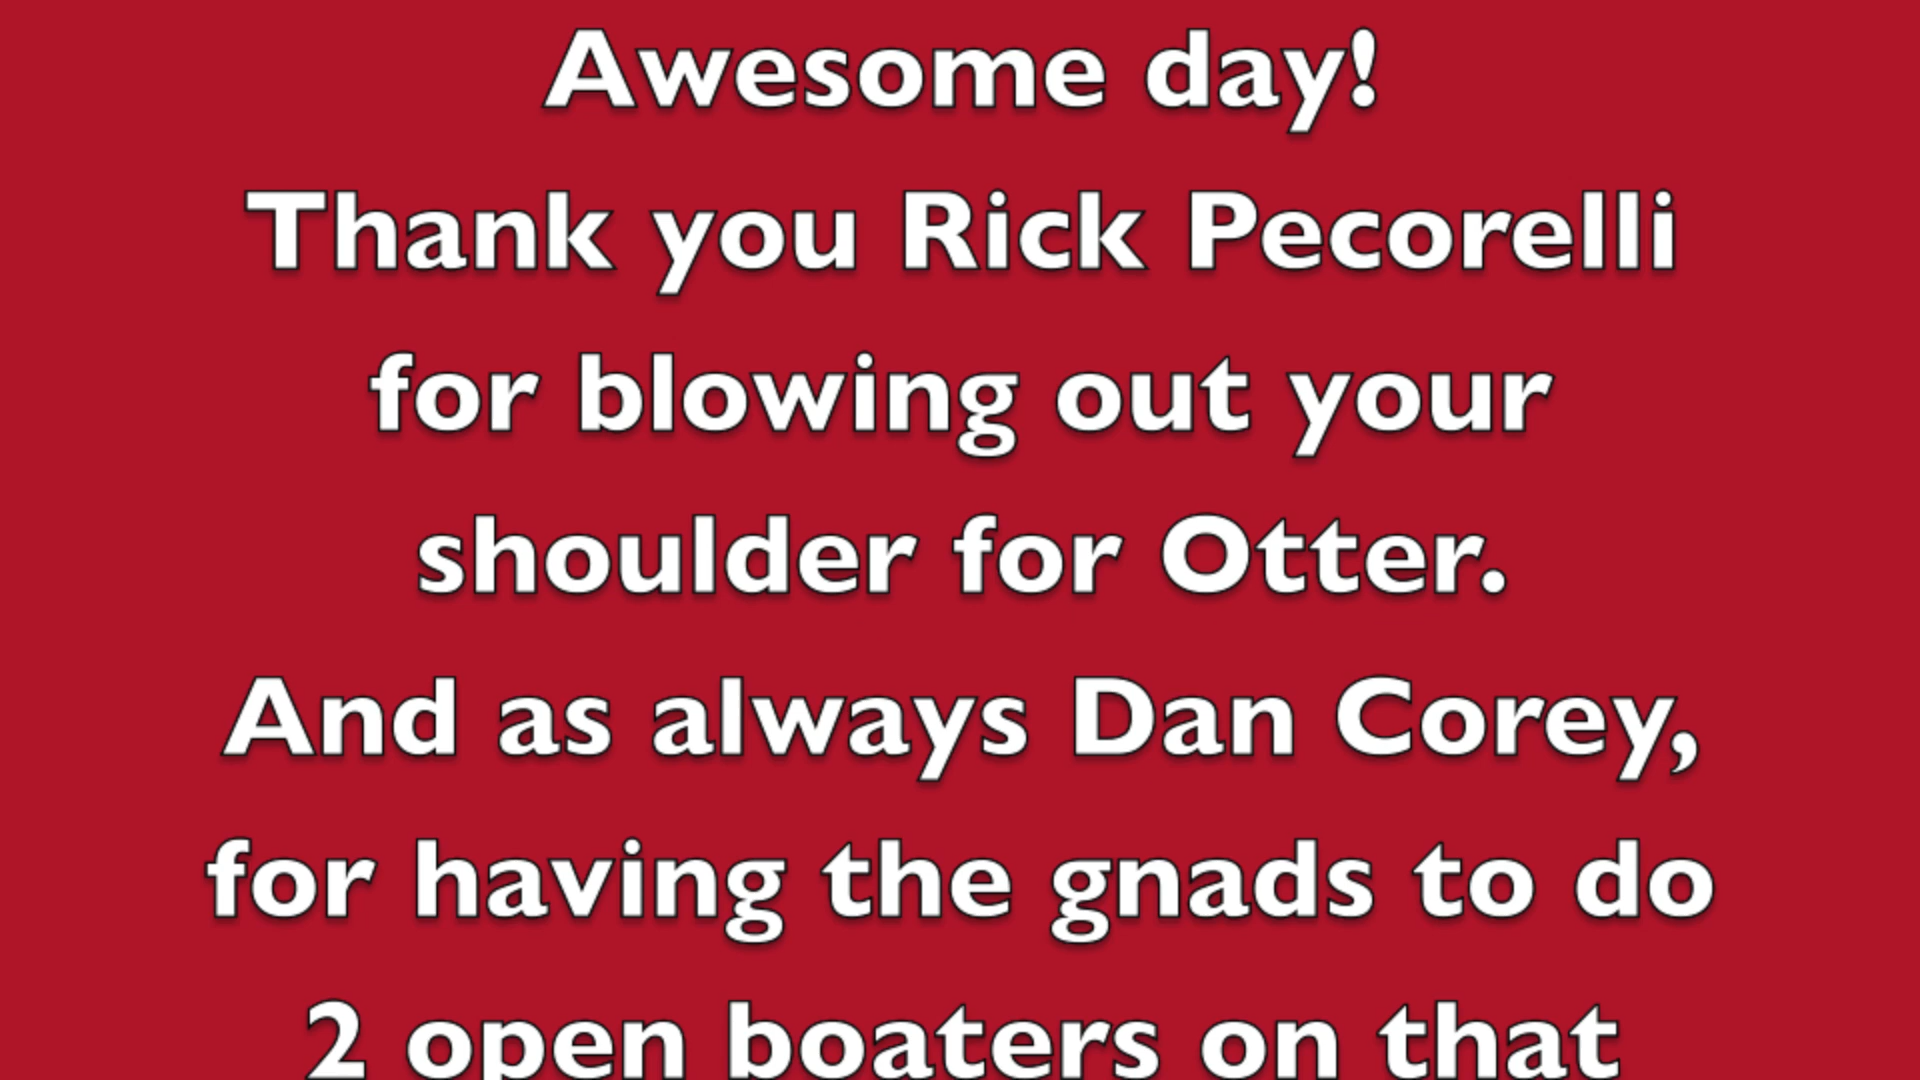 Awesome day!
Thank you Rick Pecorelli
for blowing out your
shoulder for Otter.
And as always Dan Corey,
for having the gnads to do
2 open boaters on that